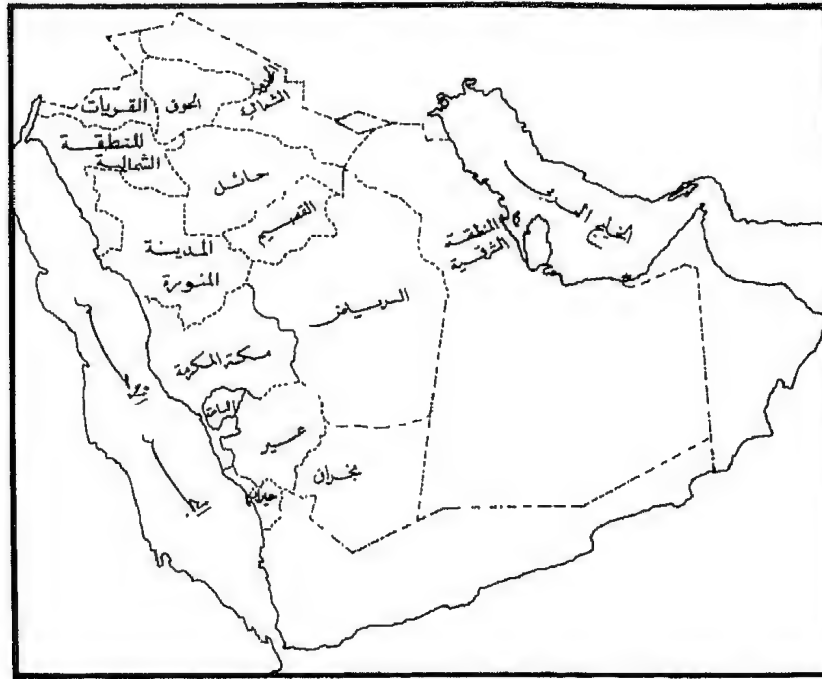 القريات
الجوف
الحدود
الشمالية
المنطقة
الشمالية
حائل
القصيم
المدينة
المنورة
المنطقة
الشرقية
الخليج العربي
الرياض
مكة المكرمة
الباحة
عسير
نجران
جيزان